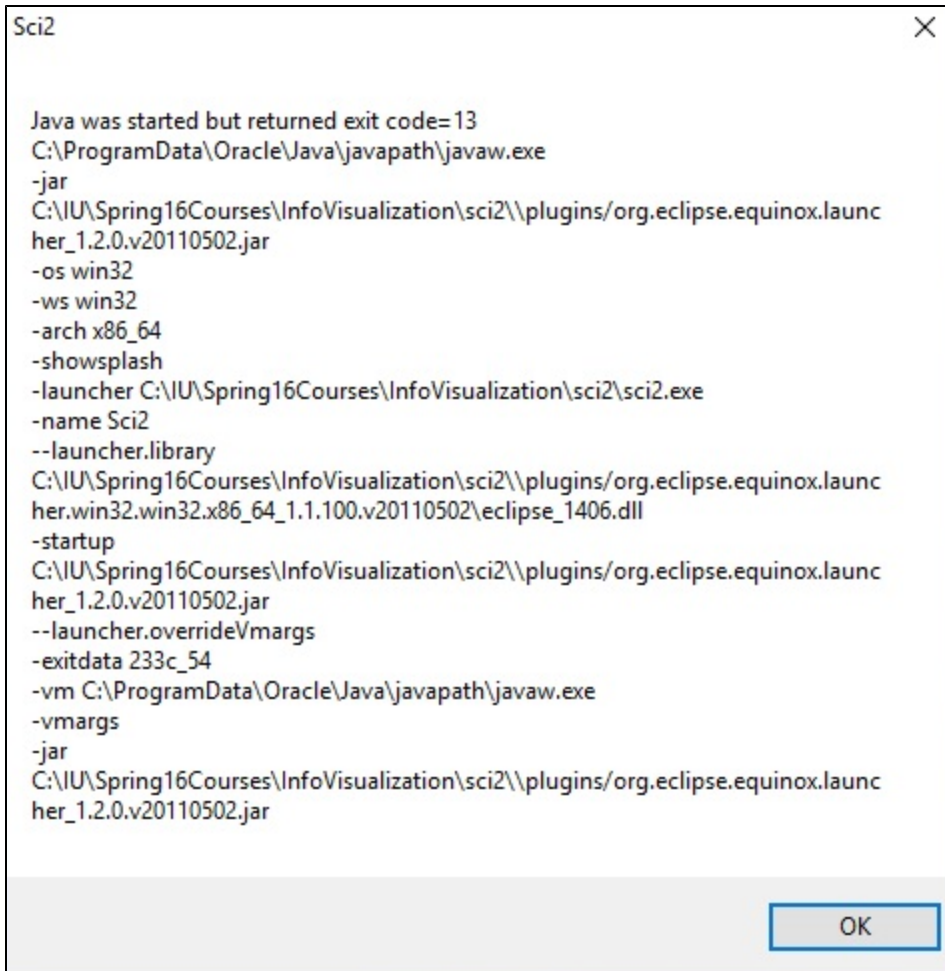 Sci2
Java was started but returned exit code=13
C:\ProgramData\Oracle\Java\javapath\javaw.exe
-jar
C:\IU\Spring16Courses\InfoVisualization\sci2\\plugins/org.eclipse.equinox.launc
her_1.2.0.v20110502.jar
-os win32
-ws win32
-arch x86_64
-showsplash
-launcher C:\IU\Spring16Courses\InfoVisualization\sci2\sci2.exe
-name Sci2
--launcher.library
C:\IU\Spring16Courses\InfoVisualization\sci2\\plugins/org.eclipse.equinox.launc
her.win32.win32.x86_64_1.1.100.v20110502\eclipse_1406.dll
-startup
C:\IU\Spring16Courses\InfoVisualization\sci2\\plugins/org.eclipse.equinox.launc
her_1.2.0.v20110502.jar
--launcher.overrideVmargs
-exitdata 233c_54
-vm C:\ProgramData\Oracle\Java\javapath\javaw.exe
-vmargs
-jar
C:\IU\Spring16Courses\InfoVisualization\sci2\\plugins/org.eclipse.equinox.launc
her_1.2.0.v20110502.jar
OK